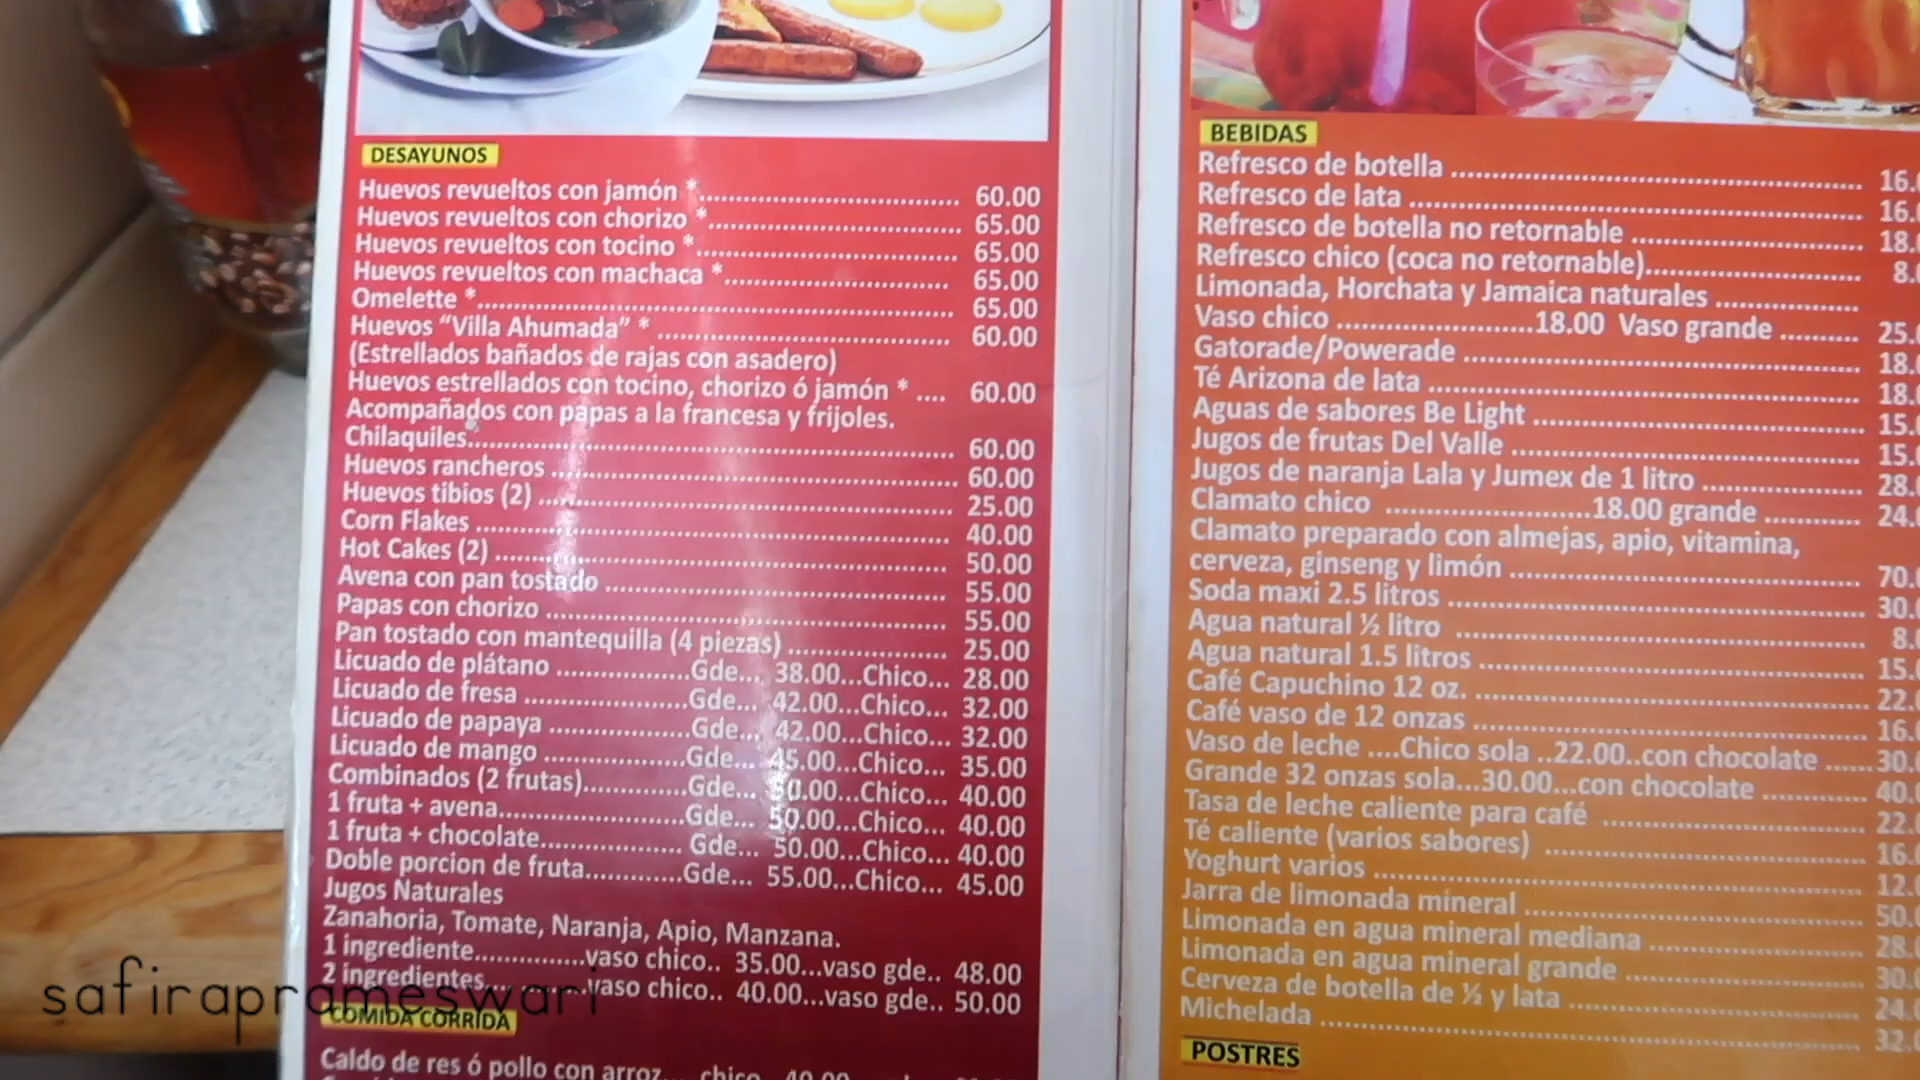 DESAYUNOS
Huevos revueltos con jamón *.......................... 60.00
Huevos revueltos con chorizo *.......................... 65.00
Huevos revueltos con tocino *.......................... 65.00
Huevos revueltos con machaca *.......................... 65.00
Omelette *.......................... 65.00
Huevos “Villa Ahumada” * .......................... 60.00
(Estrellados bañados de rajas con asadero)
Huevos estrellados con tocino, chorizo ó jamón * .... 60.00
Acompañados con papas a la francesa y frijoles.
Chilaquiles.......................... 60.00
Huevos rancheros .......................... 60.00
Huevos tibios (2) .......................... 25.00
Corn Flakes .......................... 40.00
Hot Cakes (2) .......................... 50.00
Avena con pan tostado .......................... 55.00
Papas con chorizo .......................... 55.00
Pan tostado con mantequilla (4 piezas) .......................... 25.00
Licuado de plátano ..................Gde... 38.00...Chico... 28.00
Licuado de fresa ..................Gde... 42.00...Chico... 32.00
Licuado de papaya ..................Gde... 42.00...Chico... 32.00
Licuado de mango ..................Gde... 45.00...Chico... 35.00
Combinados (2 frutas)..............Gde... 50.00...Chico... 40.00
1 fruta + avena.........................Gde... 50.00...Chico... 40.00
1 fruta + chocolate.................... Gde... 50.00...Chico... 40.00
Doble porcion de fruta.............Gde... 55.00...Chico... 45.00
Jugos Naturales
Zanahoria, Tomate, Naranja, Apio, Manzana.
1 ingrediente...............vaso chico.. 35.00...vaso gde.. 48.00
2 ingredientes...............vaso chico.. 40.00...vaso gde.. 50.00
COMIDA CORRIDA
Caldo de res ó pollo con arroz.... chico
BEBIDAS
Refresco de botella .......................... 16.
Refresco de lata .......................... 16.
Refresco de botella no retornable .......................... 18.
Refresco chico (coca no retornable).......................... 8.
Limonada, Horchata y Jamaica naturales ..................
Vaso chico ..........................18.00 Vaso grande .......... 25.
Gatorade/Powerade .......................... 18.
Té Arizona de lata .......................... 18.
Aguas de sabores Be Light .......................... 15.
Jugos de frutas Del Valle .......................... 15.
Jugos de naranja Lala y Jumex de 1 litro .................. 28.
Clamato chico ..........................18.00 grande ............ 24.
Clamato preparado con almejas, apio, vitamina,
cerveza, ginseng y limón .......................... 70.
Soda maxi 2.5 litros .......................... 30.
Agua natural ½ litro .......................... 8.
Agua natural 1.5 litros .......................... 15.
Café Capuchino 12 oz. .......................... 22.
Café vaso de 12 onzas .......................... 16.
Vaso de leche ....Chico sola ..22.00..con chocolate ......30.
Grande 32 onzas sola...30.00...con chocolate ............ 40.
Tasa de leche caliente para café .......................... 22.
Té caliente (varios sabores) .......................... 16.
Yoghurt varios .......................... 12.
Jarra de limonada mineral .......................... 50.
Limonada en agua mineral mediana .................. 28.
Limonada en agua mineral grande .................. 30.
Cerveza de botella de ½ y lata .......................... 24.
Michelada .......................... 32.
POSTRES
safiraprameswari